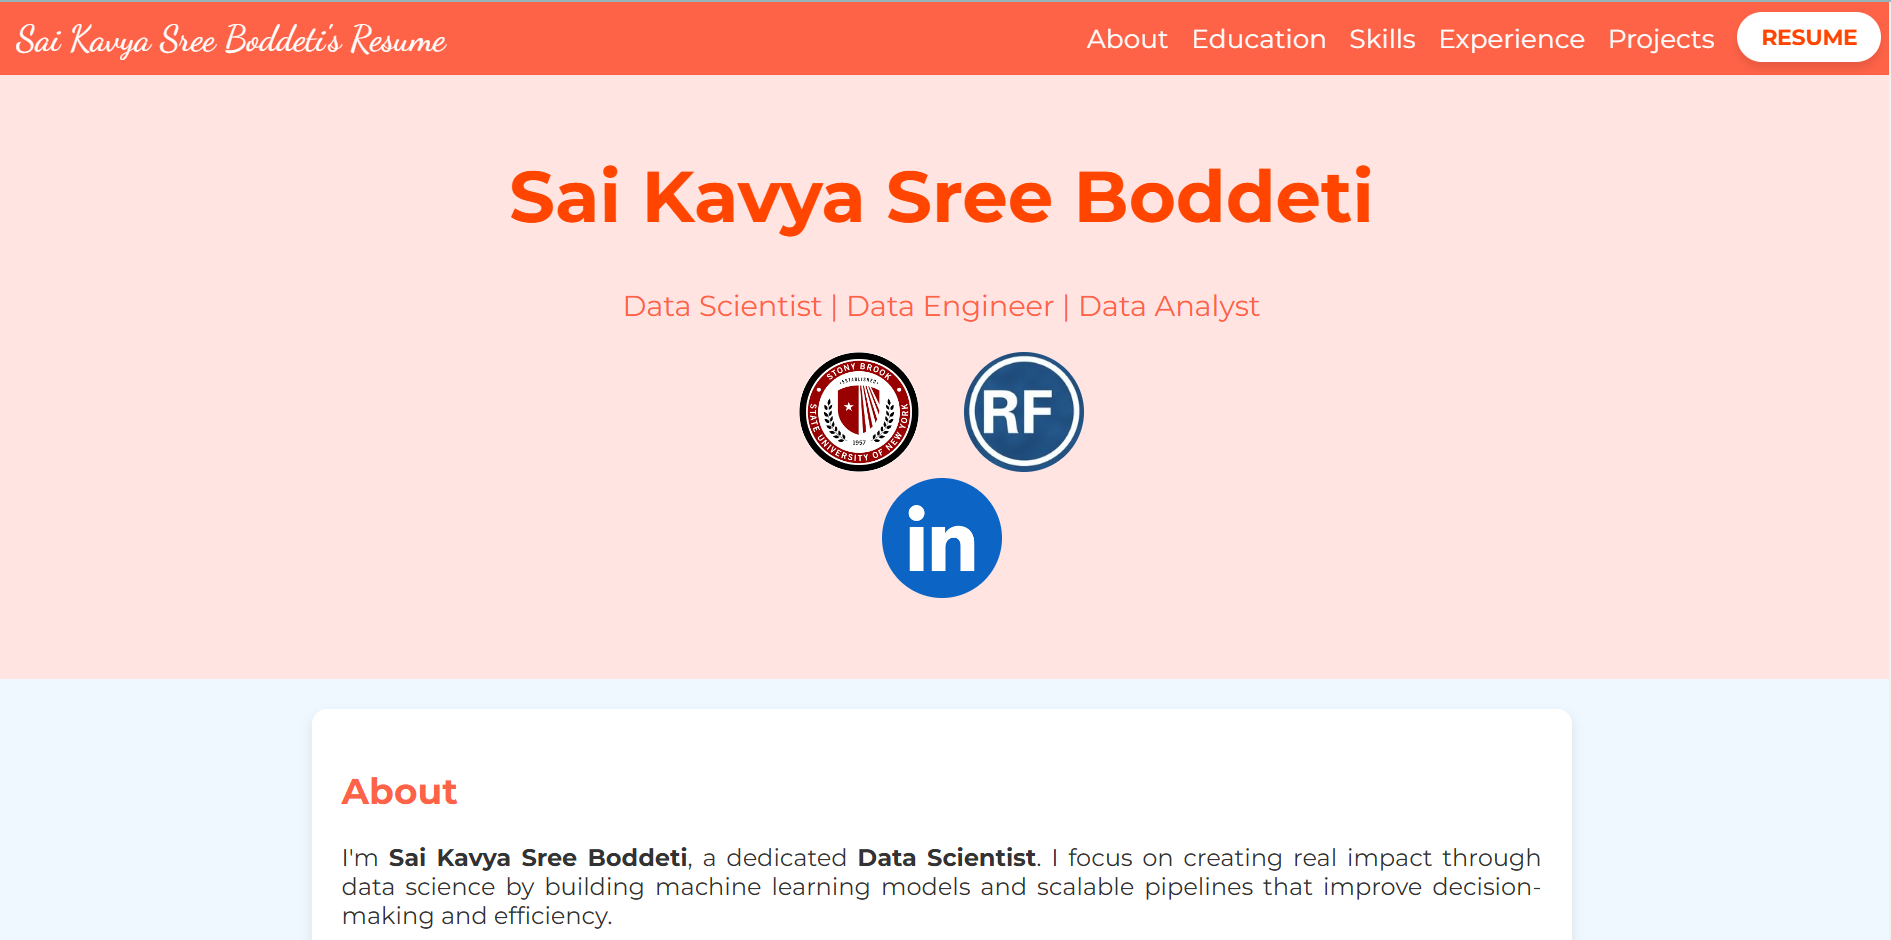 Sai Kavya Sree Boddeti's Resume
About Education Skills Experience Projects RESUME
Sai Kavya Sree Boddeti
Data Scientist | Data Engineer | Data Analyst
STONY BROOK
ESTABLISHED
STATE UNIVERSITY OF NEW YORK
1957
RF
in
About
I'm Sai Kavya Sree Boddeti, a dedicated Data Scientist. I focus on creating real impact through
data science by building machine learning models and scalable pipelines that improve decision-
making and efficiency.